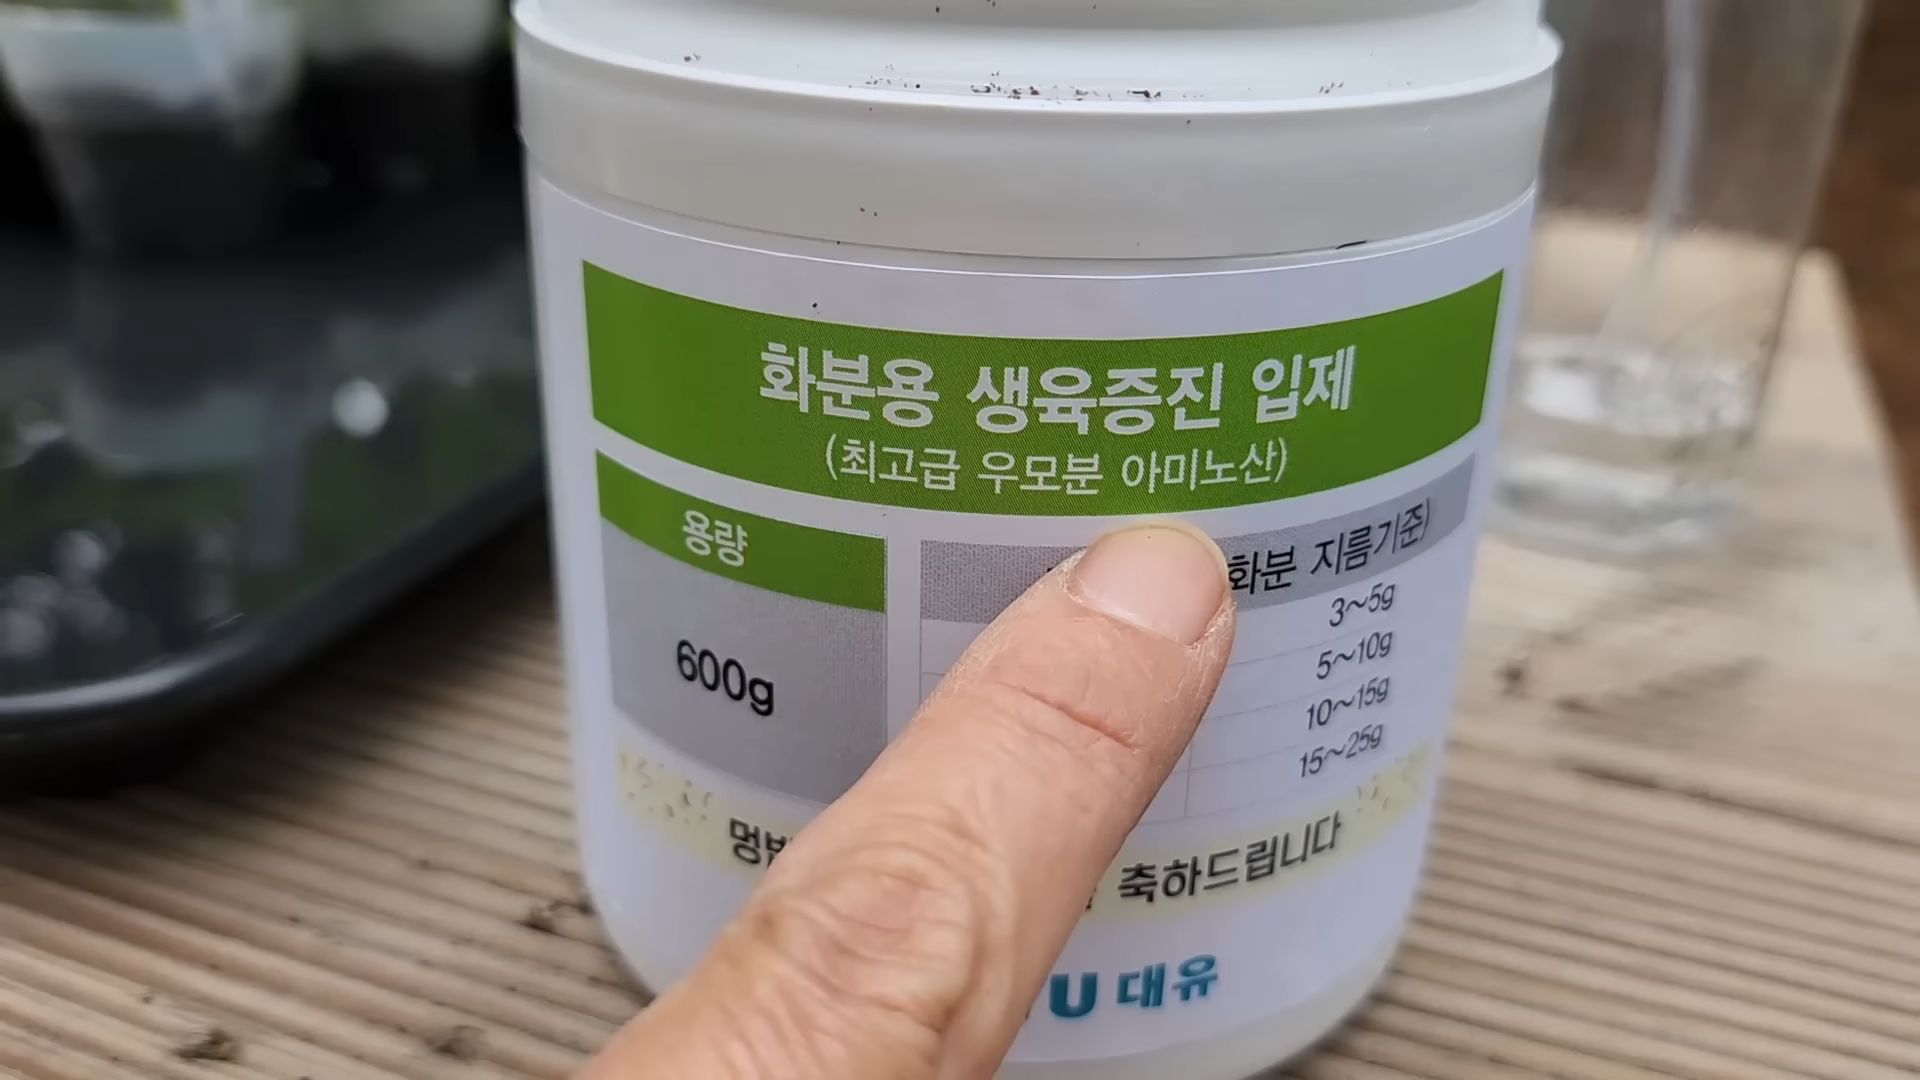 화분용 생육증진 입제
(최고급 우모분 아미노산)
용량
600g
화분 지름기준)
3~5g
5~10g
10~15g
15~25g
축하드립니다
U 대유